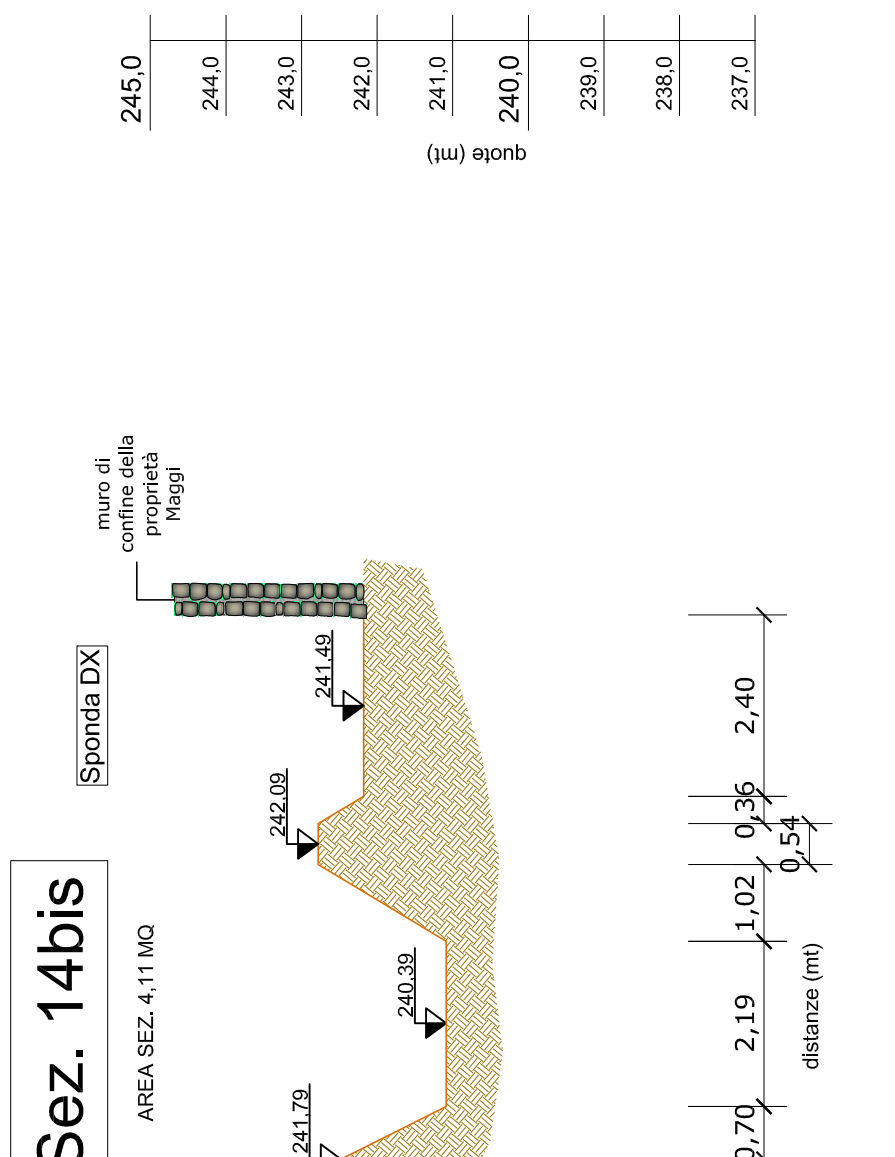 Sez. 14bis
AREA SEZ. 4,11 MQ
Sponda DX
muro di
confine della
proprietà
Maggi
241,79
240,39
242,09
241,49
245,0
244,0
243,0
242,0
241,0
240,0
239,0
238,0
237,0
quote (mt)
0,70
2,19
1,02
0,54
0,36
2,40
distanze (mt)